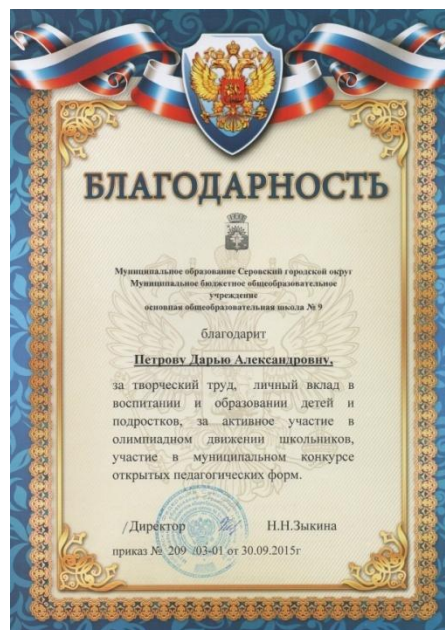 БЛАГОДАРНОСТЬ
Муниципальное образование Серовский городской округ
Муниципальное бюджетное общеобразовательное
учреждение
основная общеобразовательная школа № 9
благодарит
Петрову Дарью Александровну,
за творческий труд, личный вклад в
воспитании и образовании детей и
подростков, за активное участие в
олимпиадном движении школьников,
участие в муниципальном конкурсе
открытых педагогических форм.
/Директор Н.Н.Зыкина
приказ № 209 /03-01 от 30.09.2015г